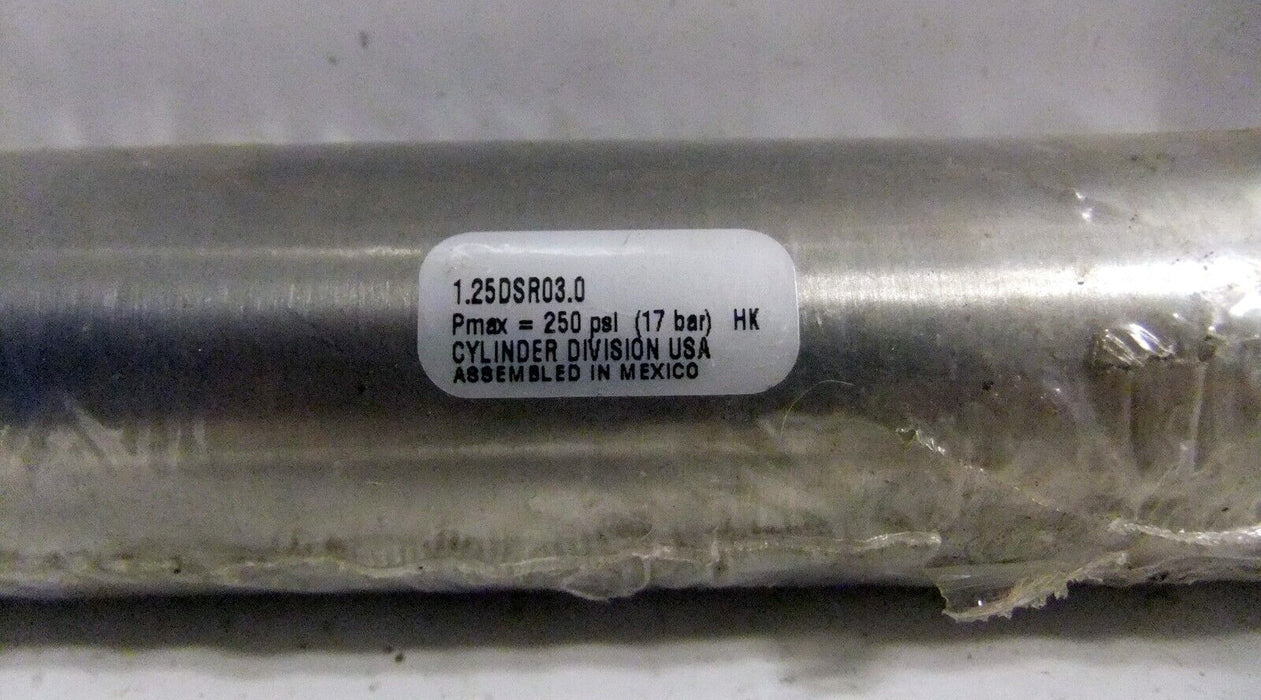 1.25DSR03.0
Pmax = 250 psi (17 bar) HK
CYLINDER DIVISION USA
ASSEMBLED IN MEXICO